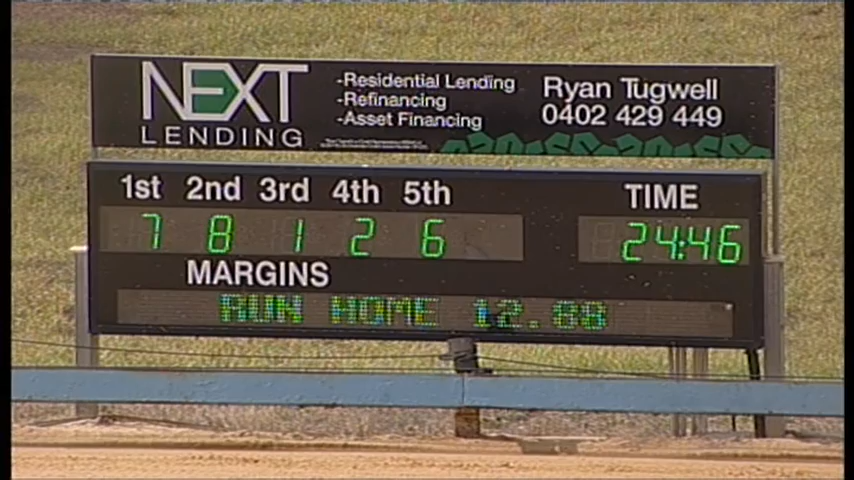 NEXT
LENDING
-Residential Lending
-Refinancing
-Asset Financing
Ryan Tugwell
0402 429 449
1st 2nd 3rd 4th 5th TIME
7 8 1 2 6 24:46
MARGINS
RUN HOME 12.88